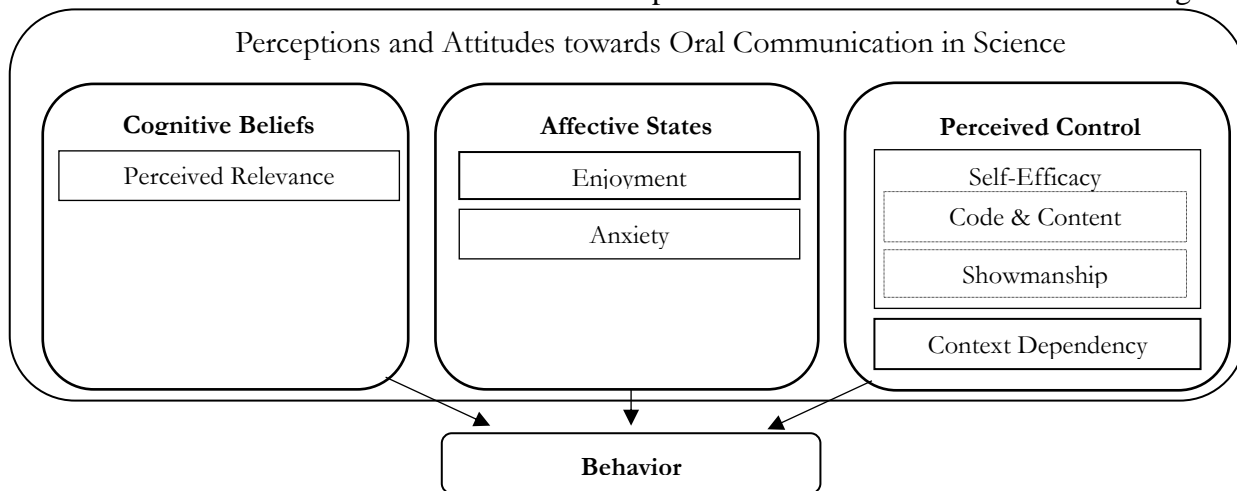 Perceptions and Attitudes towards Oral Communication in Science
Cognitive Beliefs
Perceived Relevance
Affective States
Enjoyment
Anxiety
Perceived Control
Self-Efficacy
Code & Content
Showmanship
Context Dependency
Behavior